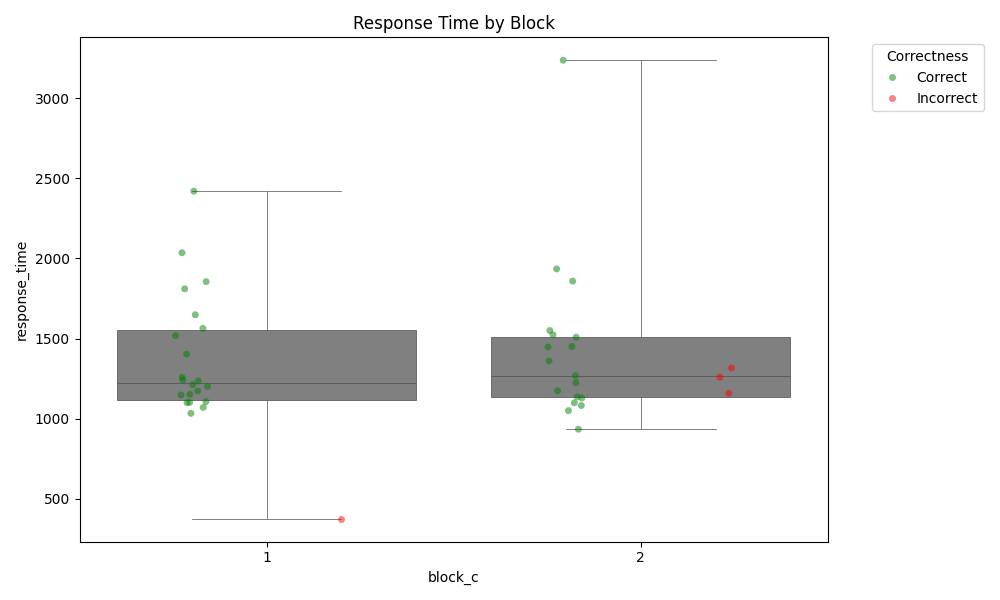 Response Time by Block
Correctness
Correct
Incorrect
response_time
3000
2500
2000
1500
1000
500
1
2
block_c